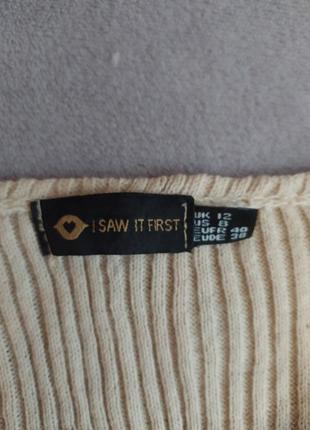 I SAW IT FIRST
UK 12
US 8
EUFR 40
EUDE 38